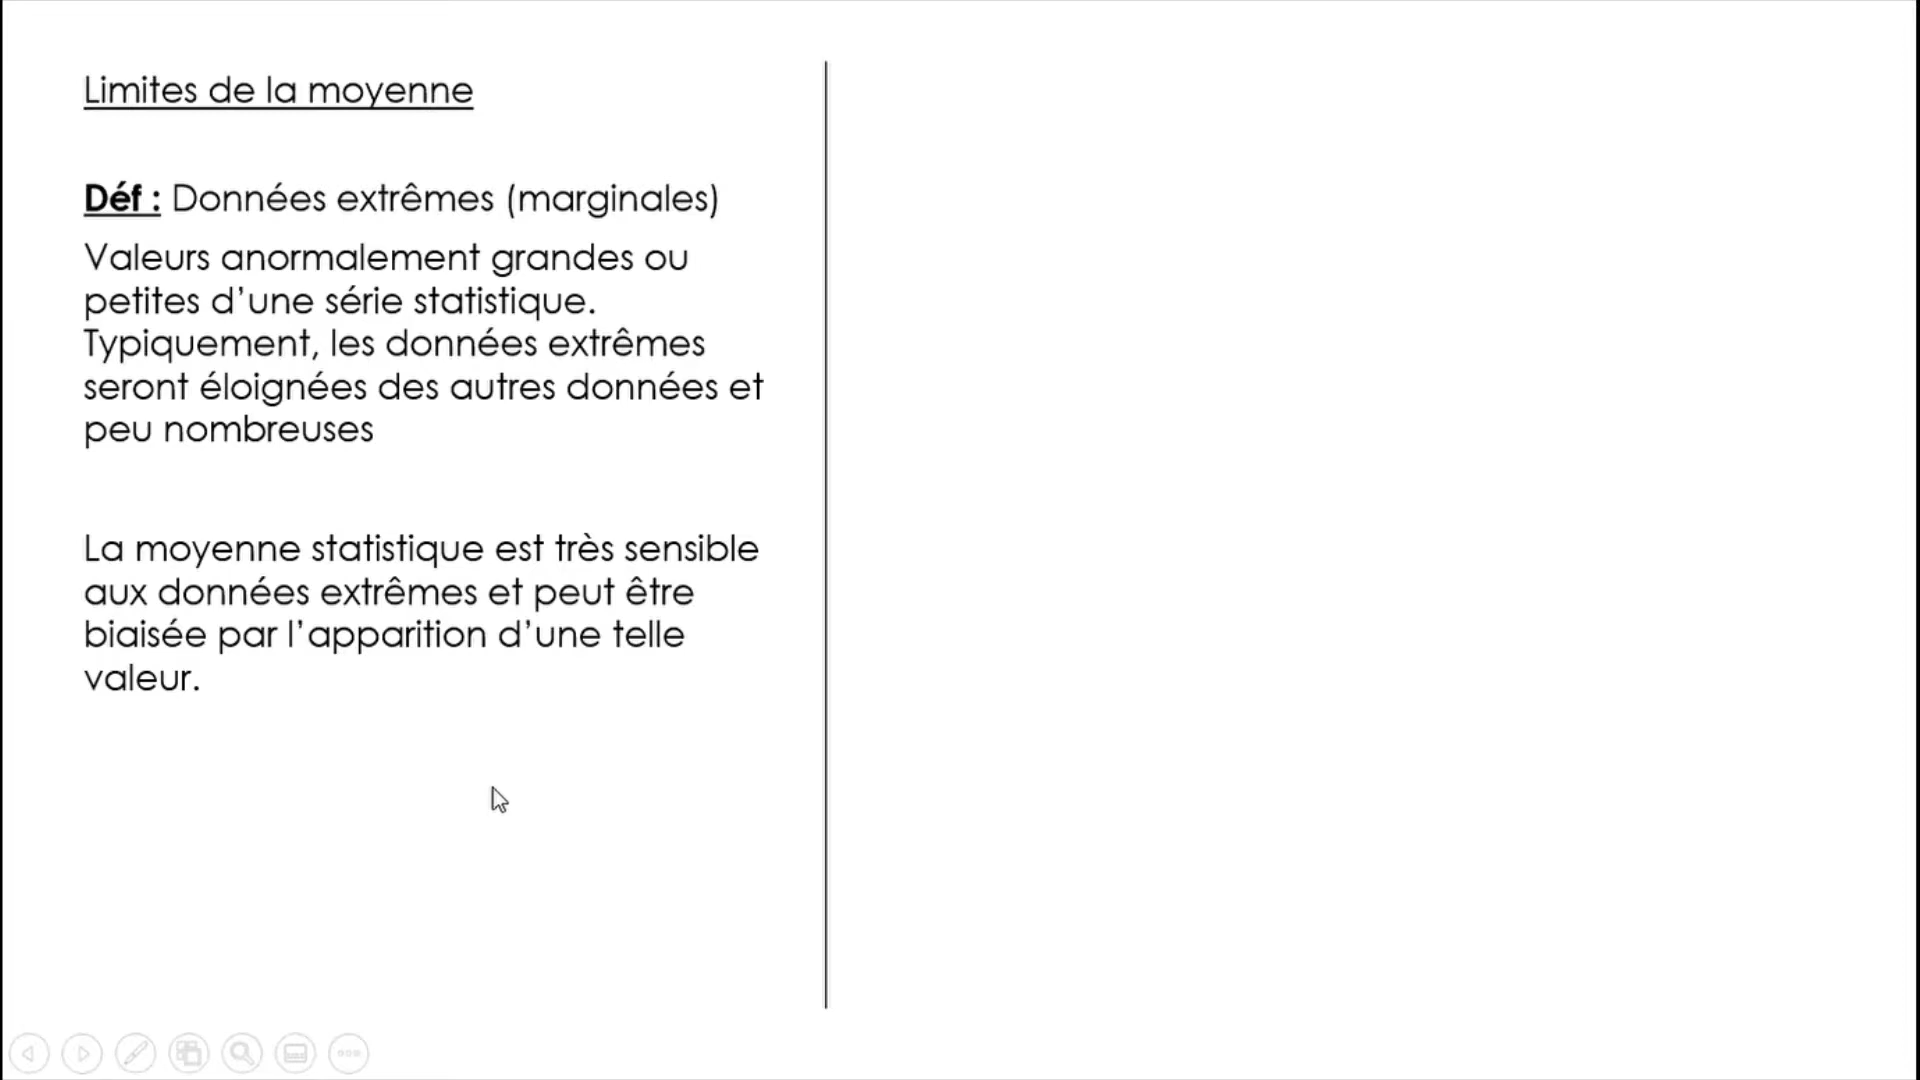 Limites de la moyenne
Déf : Données extrêmes (marginales)
Valeurs anormalement grandes ou
petites d’une série statistique.
Typiquement, les données extrêmes
seront éloignées des autres données et
peu nombreuses
La moyenne statistique est très sensible
aux données extrêmes et peut être
biaisée par l’apparition d’une telle
valeur.